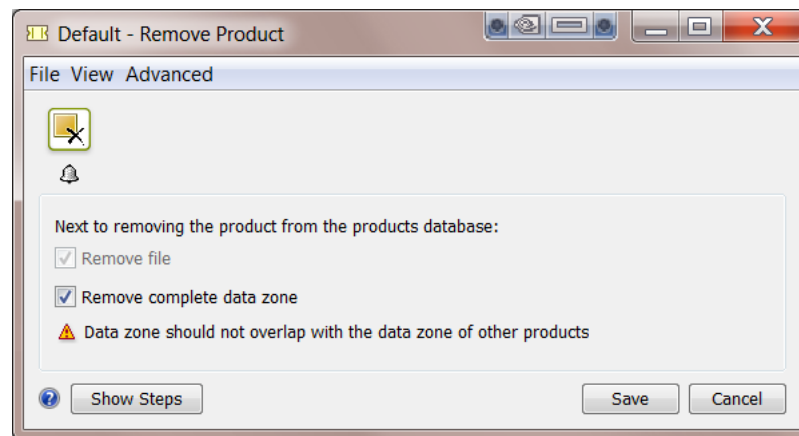 Default - Remove Product
File View Advanced
Next to removing the product from the products database:
Remove file
Remove complete data zone
Data zone should not overlap with the data zone of other products
Show Steps Save Cancel